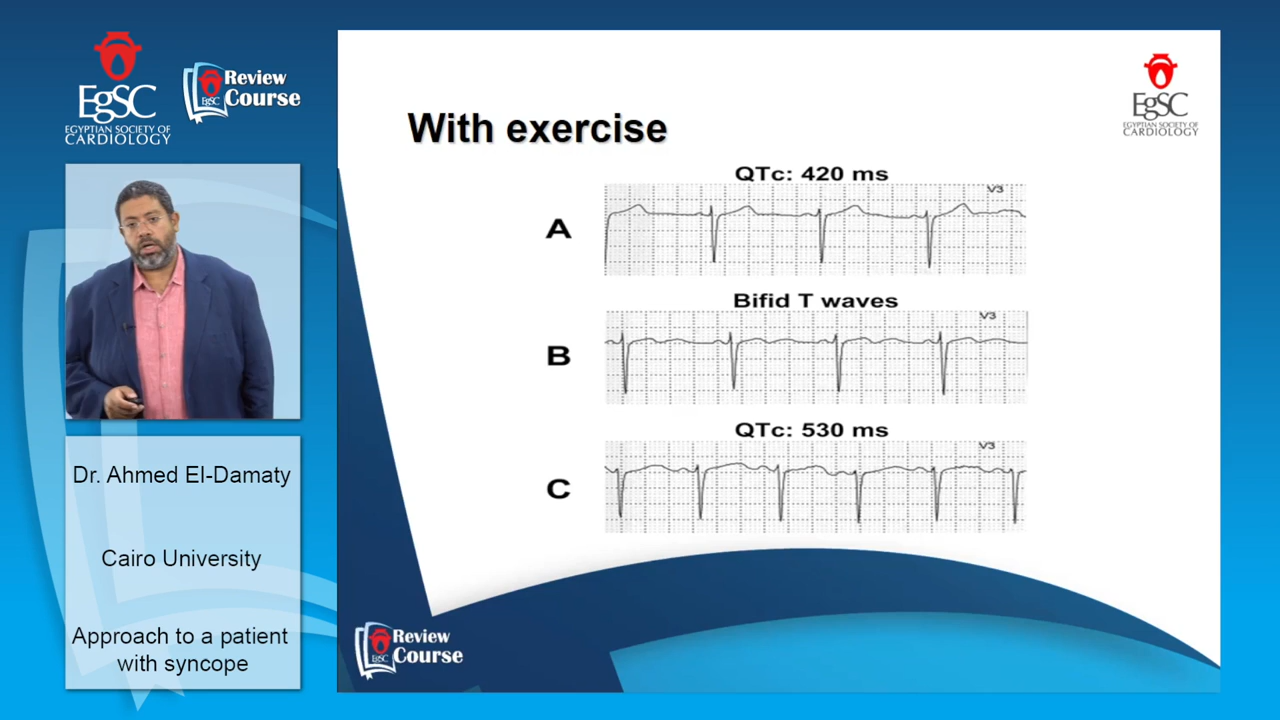 EgSC
EGYPTIAN SOCIETY OF
CARDIOLOGY
EgSC
Review
Course
EgSC
EGYPTIAN SOCIETY OF
CARDIOLOGY
With exercise
QTc: 420 ms
V3
A
Bifid T waves
V3
B
QTc: 530 ms
V3
C
Dr. Ahmed El-Damaty
Cairo University
Approach to a patient
with syncope
EgSC
Review
Course